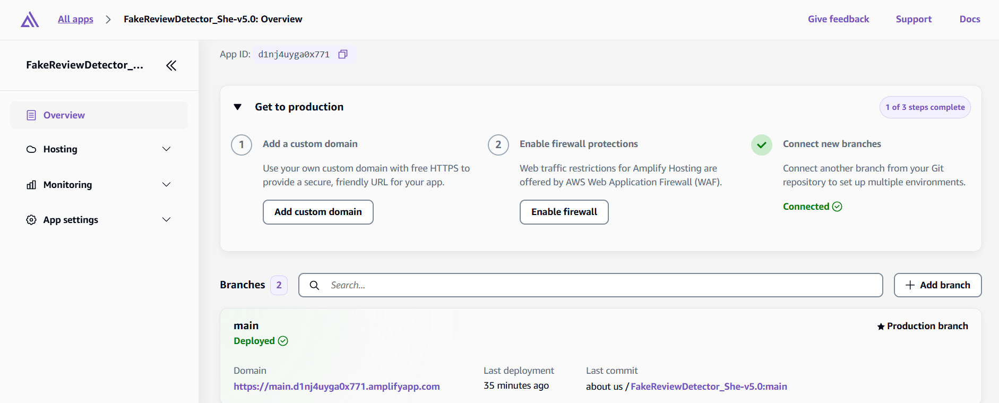 All apps > FakeReviewDetector_She-v5.0: Overview
Give feedback Support Docs
FakeReviewDetector_...
Overview
Hosting
Monitoring
App settings
App ID: d1nj4uyga0x771
Get to production
1 of 3 steps complete
1 Add a custom domain
Use your own custom domain with free HTTPS to
provide a secure, friendly URL for your app.
Add custom domain
2 Enable firewall protections
Web traffic restrictions for Amplify Hosting are
offered by AWS Web Application Firewall (WAF).
Enable firewall
Connect new branches
Connect another branch from your Git
repository to set up multiple environments.
Connected
Branches 2
Search...
Add branch
main
Production branch
Deployed
Domain
https://main.d1nj4uyga0x771.amplifyapp.com
Last deployment
35 minutes ago
Last commit
about us / FakeReviewDetector_She-v5.0:main